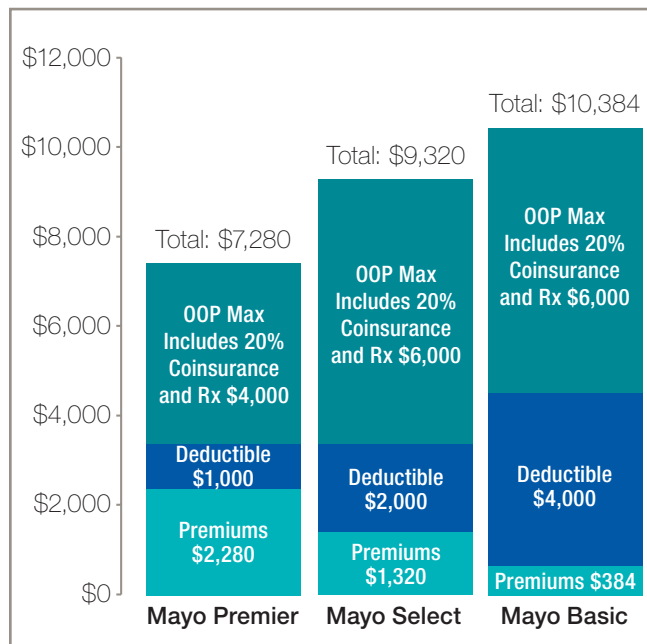 $12,000
$10,000
$8,000
$6,000
$4,000
$2,000
$0
Total: $7,280
OOP Max
Includes 20%
Coinsurance
and Rx $4,000
Deductible
$1,000
Premiums
$2,280
Mayo Premier
Total: $9,320
OOP Max
Includes 20%
Coinsurance
and Rx $6,000
Deductible
$2,000
Premiums
$1,320
Mayo Select
Total: $10,384
OOP Max
Includes 20%
Coinsurance
and Rx $6,000
Deductible
$4,000
Premiums $384
Mayo Basic